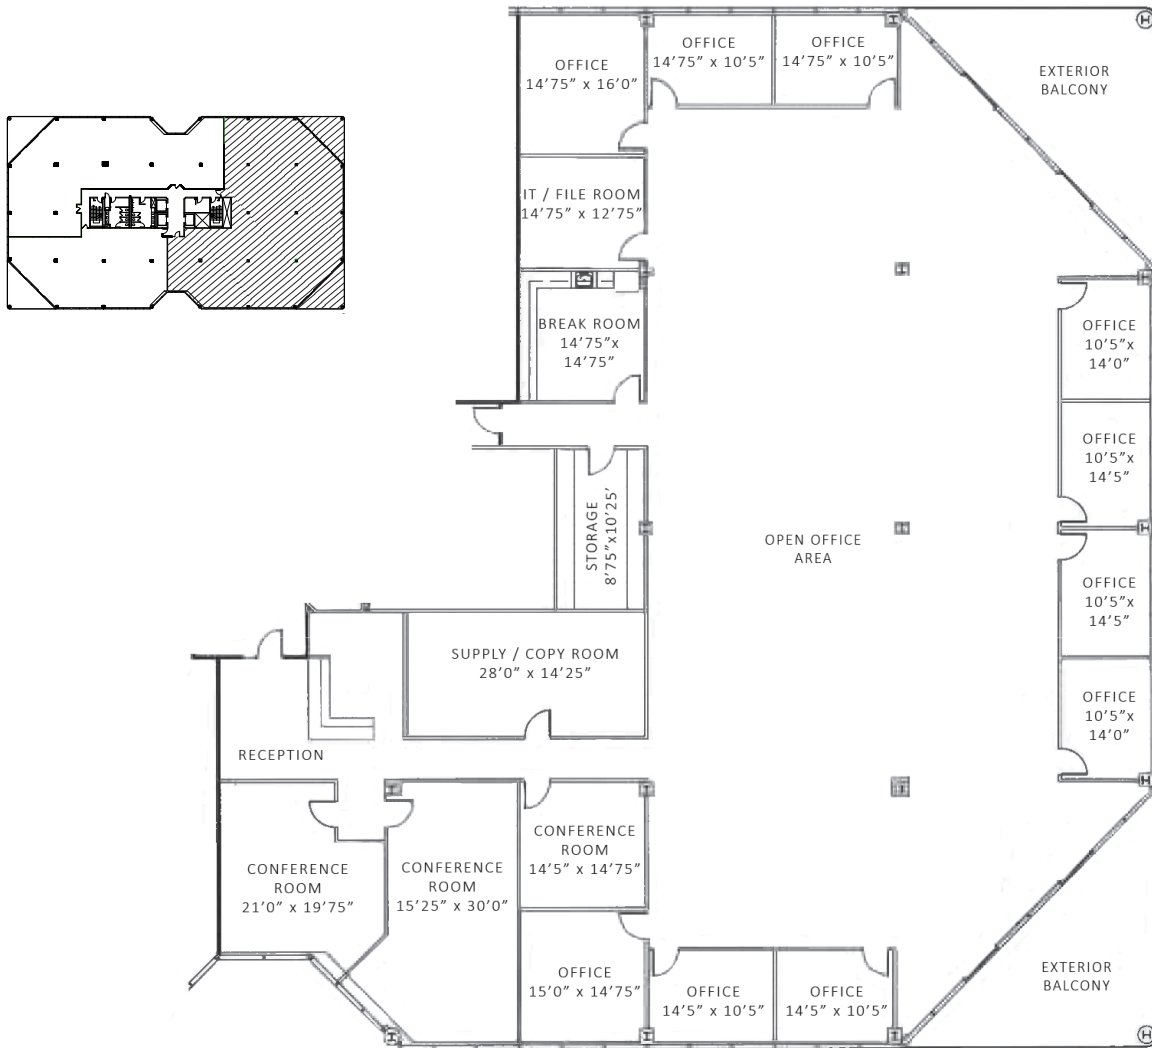 OFFICE
14’75” x 16’0”
OFFICE
14’75” x 10’5”
OFFICE
14’75” x 10’5”
EXTERIOR
BALCONY
IT / FILE ROOM
14’75” x 12’75”
BREAK ROOM
14’75”x
14’75”
OFFICE
10’5”x
14’0”
OFFICE
10’5”x
14’5”
STORAGE
8’75”x10’25’
OPEN OFFICE
AREA
OFFICE
10’5”x
14’5”
SUPPLY / COPY ROOM
28’0” x 14’25”
OFFICE
10’5”x
14’0”
RECEPTION
CONFERENCE
ROOM
21’0” x 19’75”
CONFERENCE
ROOM
15’25” x 30’0”
CONFERENCE
ROOM
14’5” x 14’75”
OFFICE
15’0” x 14’75”
OFFICE
14’5” x 10’5”
OFFICE
14’5” x 10’5”
EXTERIOR
BALCONY